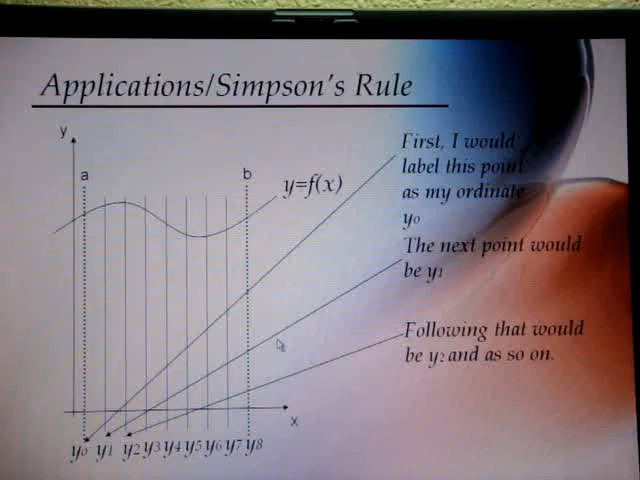 Applications/Simpson's Rule
y
a
b
y=f(x)
First, I would
label this point
as my ordinate
y0
The next point would
be y1
Following that would
be y2 and as so on.
x
y0 y1 y2 y3 y4 y5 y6 y7 y8